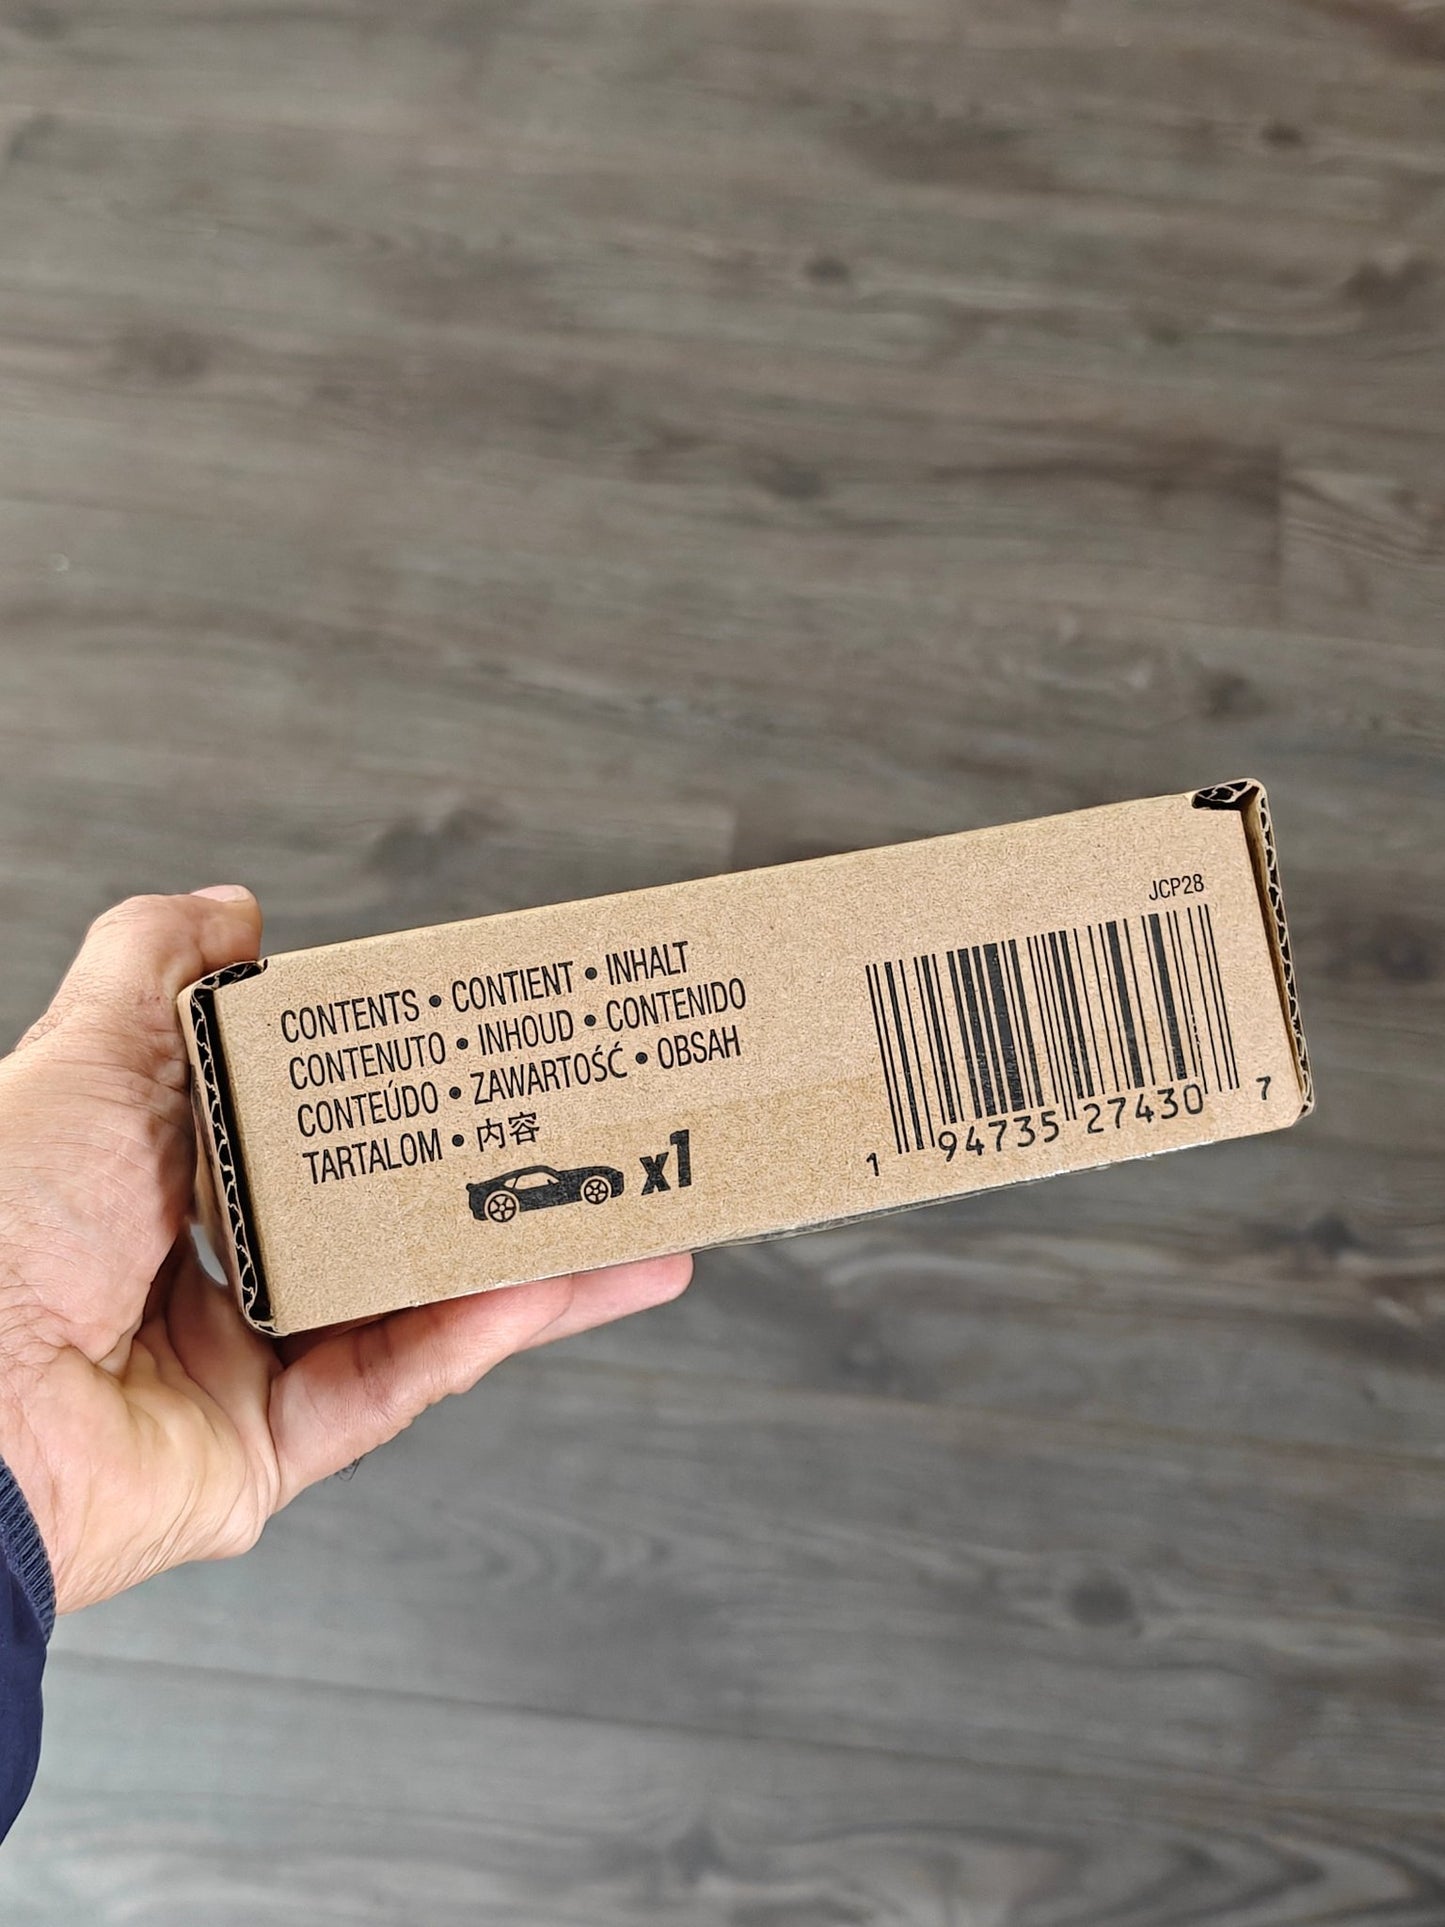 CONTENTS • CONTIENT • INHALT
CONTENUTO • INHOUD • CONTENIDO
CONTEÚDO • ZAWARTOŚĆ • OBSAH
TARTALOM • 内容
x1
JCP28
1 94735 27430 7